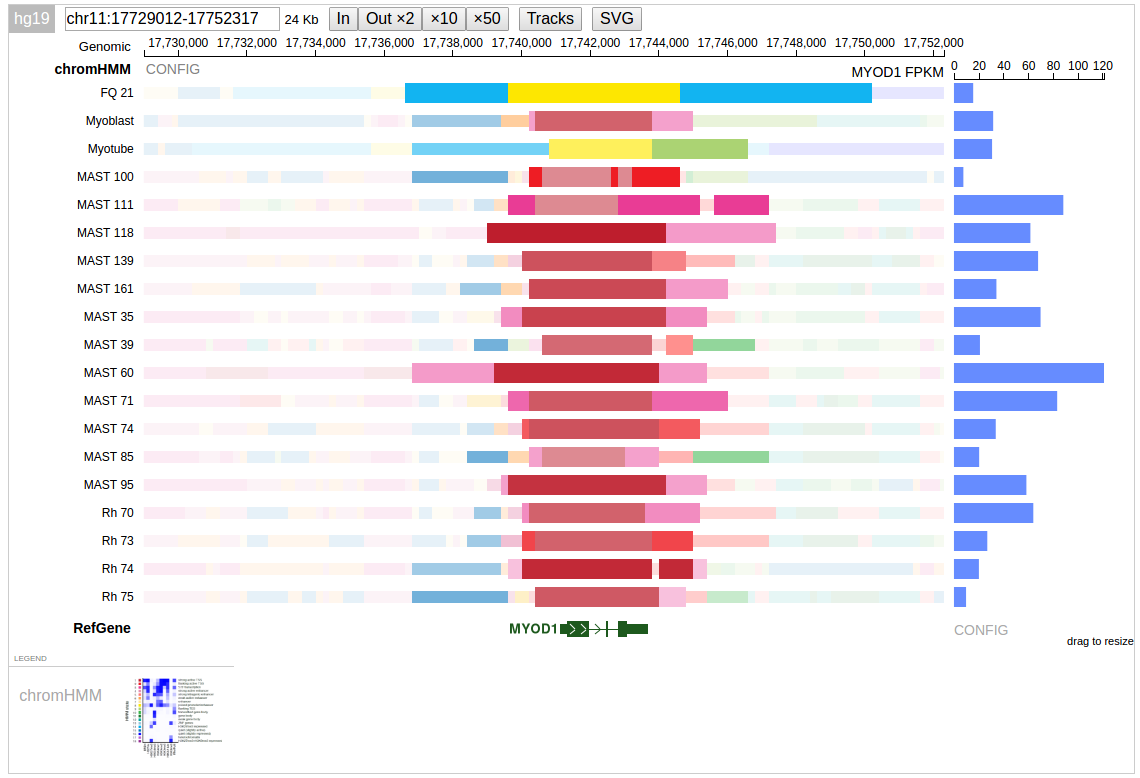 hg19 chr11:17729012-17752317 24 Kb In Out ×2 ×10 ×50 Tracks SVG
Genomic 17,730,000 17,732,000 17,734,000 17,736,000 17,738,000 17,740,000 17,742,000 17,744,000 17,746,000 17,748,000 17,750,000 17,752,000
chromHMM CONFIG MYOD1 FPKM 0 20 40 60 80 100 120
FQ 21
Myoblast
Myotube
MAST 100
MAST 111
MAST 118
MAST 139
MAST 161
MAST 35
MAST 39
MAST 60
MAST 71
MAST 74
MAST 85
MAST 95
Rh 70
Rh 73
Rh 74
Rh 75
RefGene MYOD1 CONFIG
drag to resize
LEGEND
chromHMM